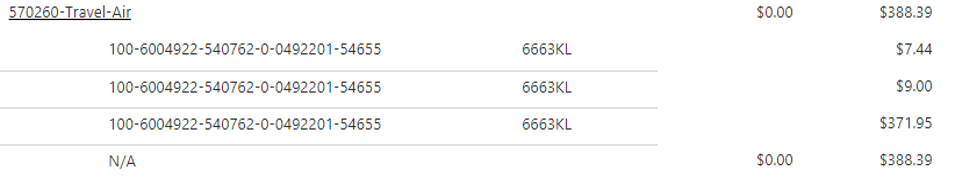 570260-Travel-Air $0.00 $388.39
100-6004922-540762-0-0492201-54655 6663KL $7.44
100-6004922-540762-0-0492201-54655 6663KL $9.00
100-6004922-540762-0-0492201-54655 6663KL $371.95
N/A $0.00 $388.39